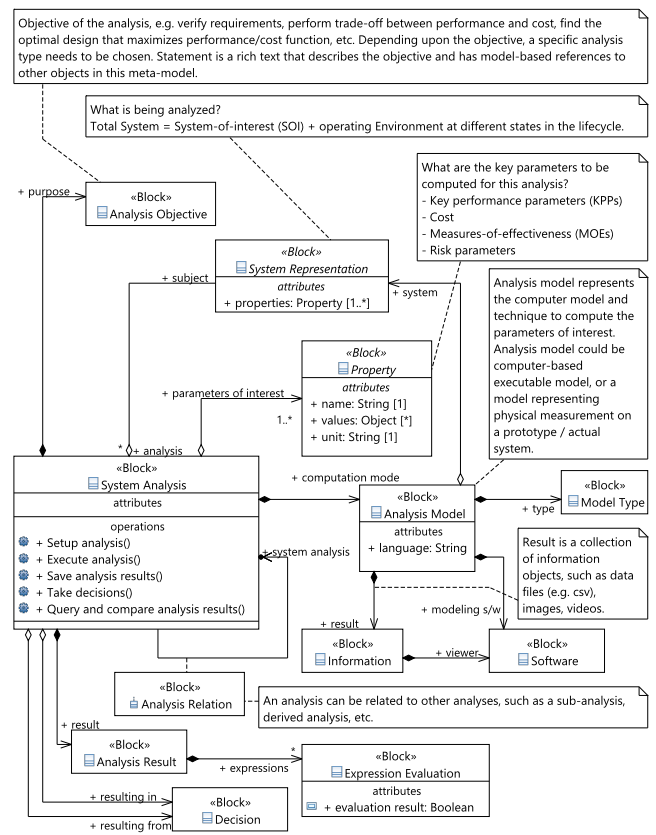 Objective of the analysis, e.g. verify requirements, perform trade-off between performance and cost, find the
optimal design that maximizes performance/cost function, etc. Depending upon the objective, a specific analysis
type needs to be chosen. Statement is a rich text that describes the objective and has model-based references to
other objects in this meta-model.
What is being analyzed?
Total System = System-of-interest (SOI) + operating Environment at different states in the lifecycle.
What are the key parameters to be
computed for this analysis?
- Key performance parameters (KPPs)
- Cost
- Measures-of-effectiveness (MOEs)
- Risk parameters
+ purpose
«Block»
Analysis Objective
«Block»
System Representation
attributes
+ properties: Property [1..*]
+ subject
+ system
Analysis model represents
the computer model and
technique to compute the
parameters of interest.
Analysis model could be
computer-based
executable model, or a
model representing
physical measurement on
a prototype / actual
system.
«Block»
Property
attributes
+ name: String [1]
+ values: Object [*]
+ unit: String [1]
+ parameters of interest
1..*
* + analysis
«Block»
System Analysis
attributes
operations
+ Setup analysis()
+ Execute analysis()
+ Save analysis results()
+ Take decisions()
+ Query and compare analysis results()
+ computation mode
«Block»
Analysis Model
attributes
+ language: String
+ type
«Block»
Model Type
+ system analysis
Result is a collection
of information
objects, such as data
files (e.g. csv),
images, videos.
+ modeling s/w
+ result
«Block»
Information
+ viewer
«Block»
Software
«Block»
Analysis Relation
An analysis can be related to other analyses, such as a sub-analysis,
derived analysis, etc.
+ result
«Block»
Analysis Result
*
+ expressions
«Block»
Expression Evaluation
attributes
+ evaluation result: Boolean
+ resulting in
+ resulting from
«Block»
Decision